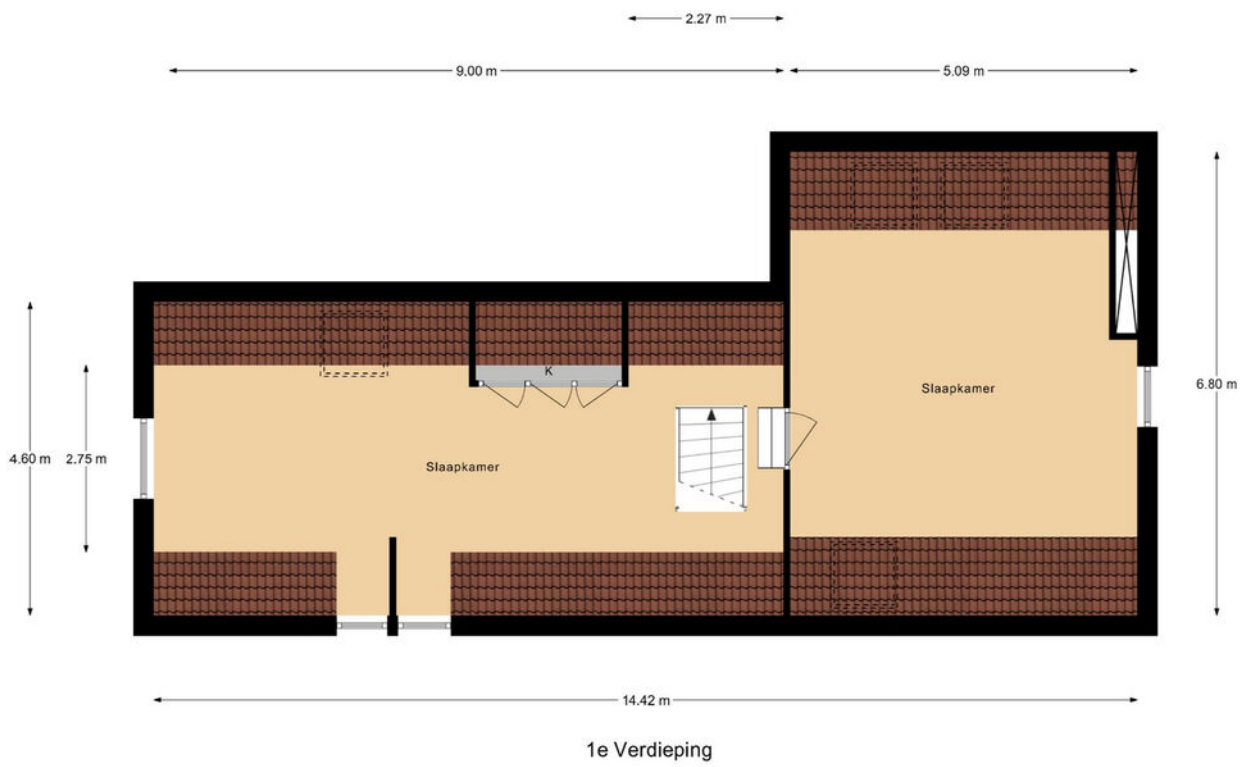 2.27 m
9.00 m
5.09 m
K
Slaapkamer
6.80 m
4.60 m
2.75 m
Slaapkamer
14.42 m
1e Verdieping